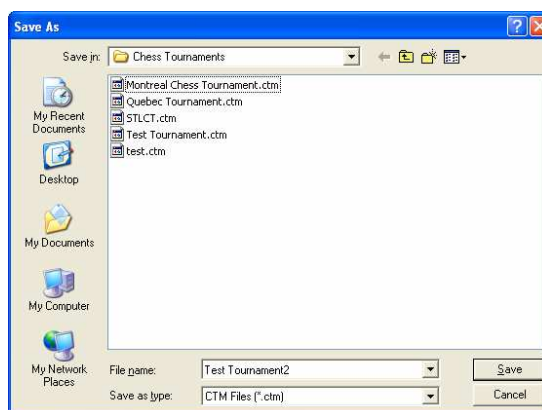 Save As
Save in: Chess Tournaments
Montreal Chess Tournament.ctm
Quebec Tournament.ctm
STLCT.ctm
Test Tournament.ctm
test.ctm
My Recent
Documents
Desktop
My Documents
My Computer
My Network
Places
File name: Test Tournament2 Save
Save as type: CTM Files (*.ctm) Cancel